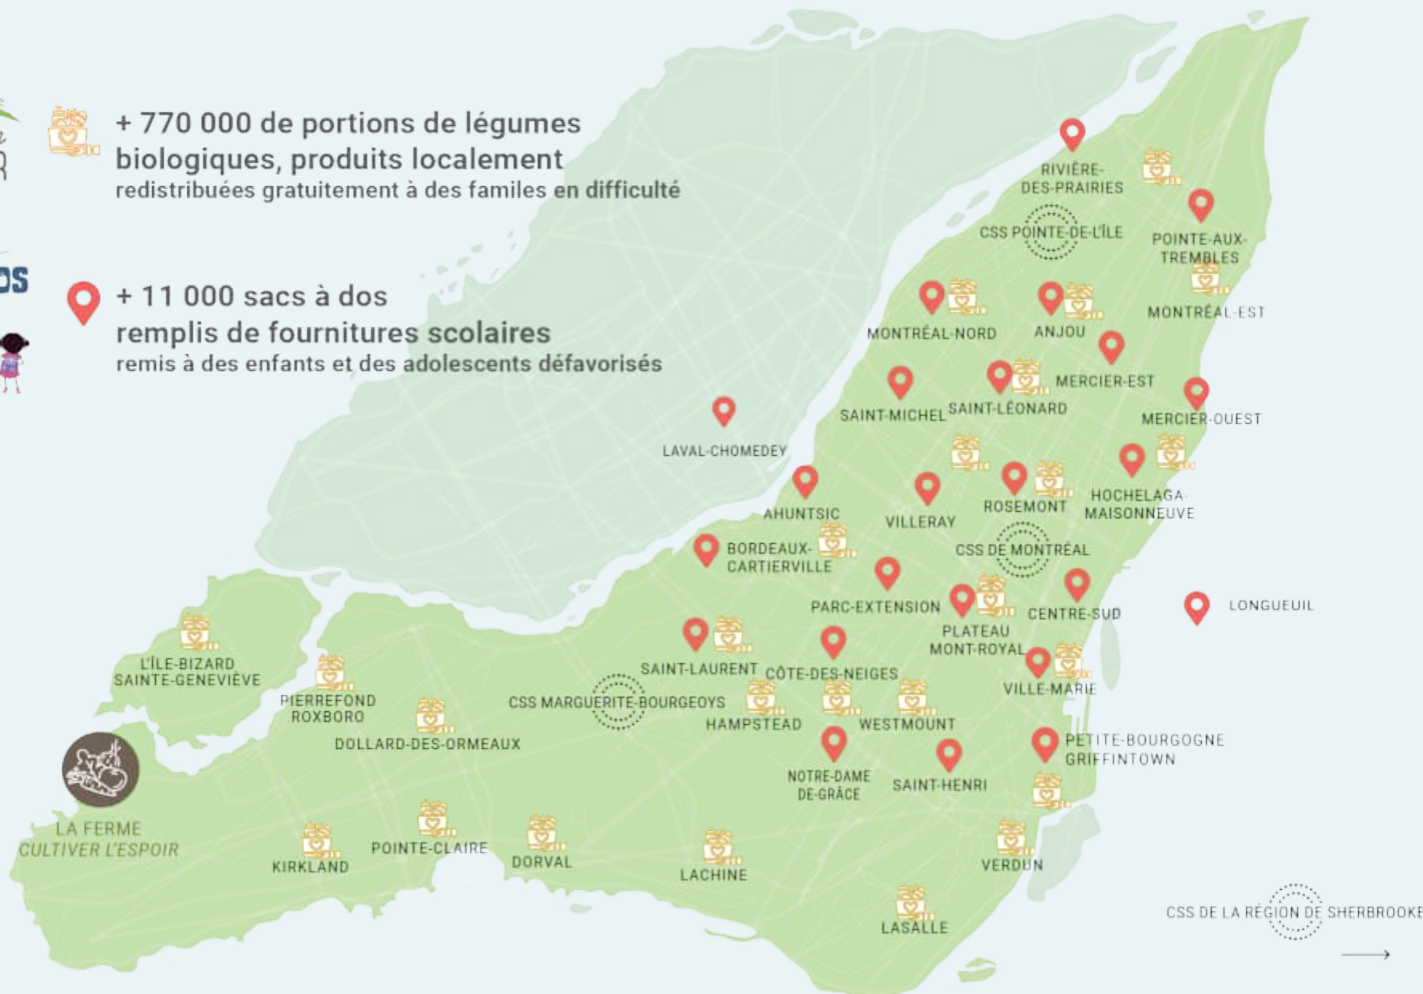 + 770 000 de portions de légumes
biologiques, produits localement
redistribuées gratuitement à des familes en difficulté
+ 11 000 sacs à dos
remplis de fournitures scolaires
remis à des enfants et des adolescents défavorisés
RIVIÈRE-
DES-PRAIRIES
CSS POINTE-DE-L'ÎLE
POINTE-AUX-
TREMBLES
MONTRÉAL-EST
MONTRÉAL-NORD
ANJOU
MERCIER-EST
SAINT-MICHEL
SAINT-LÉONARD
MERCIER-OUEST
LAVAL-CHOMEDEY
AHUNTSIC
VILLERAY
ROSEMONT
HOCHELAGA-
MAISONNEUVE
BORDEAUX-
CARTIERVILLE
CSS DE MONTRÉAL
PARC-EXTENSION
PLATEAU
MONT-ROYAL
CENTRE-SUD
LONGUEUIL
L'ÎLE-BIZARD
SAINTE-GENEVIÈVE
SAINT-LAURENT
CÔTE-DES-NEIGES
VILLE-MARIE
PIERREFOND
ROXBORO
CSS MARGUERITE-BOURGEOYS
HAMPSTEAD
WESTMOUNT
DOLLARD-DES-ORMEAUX
PETITE-BOURGOGNE
GRIFFINTOWN
NOTRE-DAME
DE-GRÂCE
SAINT-HENRI
LA FERME
CULTIVER L'ESPOIR
KIRKLAND
POINTE-CLAIRE
DORVAL
LACHINE
VERDUN
LASALLE
CSS DE LA RÉGION DE SHERBROOKE